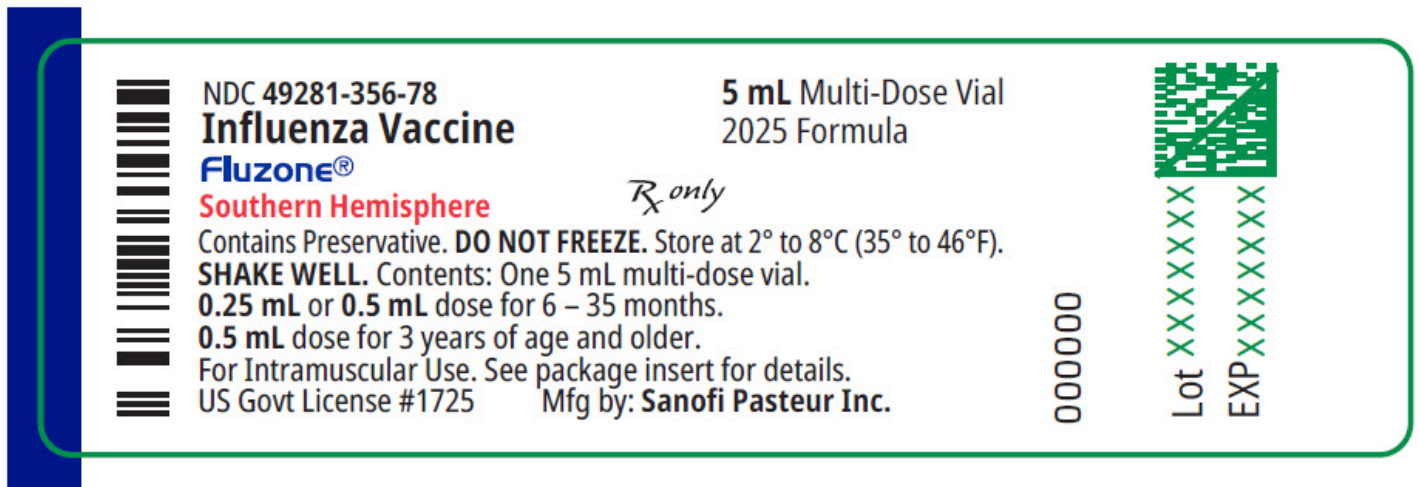 NDC 49281-356-78
Influenza Vaccine
Fluzone®
Southern Hemisphere
5 mL Multi-Dose Vial
2025 Formula
Rx only
Contains Preservative. DO NOT FREEZE. Store at 2° to 8°C (35° to 46°F).
SHAKE WELL. Contents: One 5 mL multi-dose vial.
0.25 mL or 0.5 mL dose for 6 – 35 months.
0.5 mL dose for 3 years of age and older.
For Intramuscular Use. See package insert for details.
US Govt License #1725 Mfg by: Sanofi Pasteur Inc.
000000
Lot XXXXXXX
EXP XXXXXXX